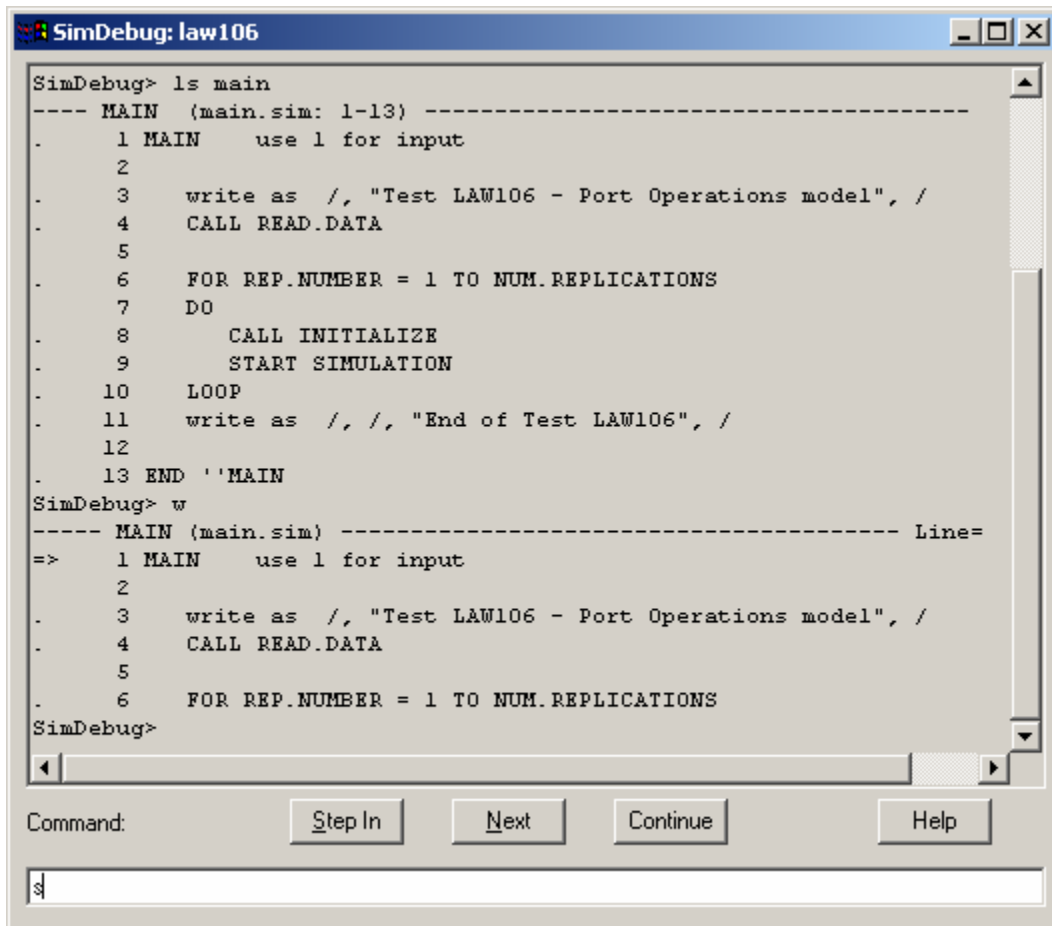 SimDebug: law106
SimDebug> ls main
---- MAIN  (main.sim: 1-13) --------------------------------------
.      1 MAIN    use 1 for input
       2
.      3    write as  /, "Test LAW106 - Port Operations model", /
.      4    CALL READ.DATA
       5
.      6    FOR REP.NUMBER = 1 TO NUM.REPLICATIONS
       7    DO
.      8       CALL INITIALIZE
.      9       START SIMULATION
.     10    LOOP
.     11    write as  /, /, "End of Test LAW106", /
      12
.     13 END ''MAIN
SimDebug> w
----- MAIN (main.sim) --------------------------------------- Line=
=>     1 MAIN    use 1 for input
       2
.      3    write as  /, "Test LAW106 - Port Operations model", /
.      4    CALL READ.DATA
       5
.      6    FOR REP.NUMBER = 1 TO NUM.REPLICATIONS
SimDebug>
Command: Step In Next Continue Help
s